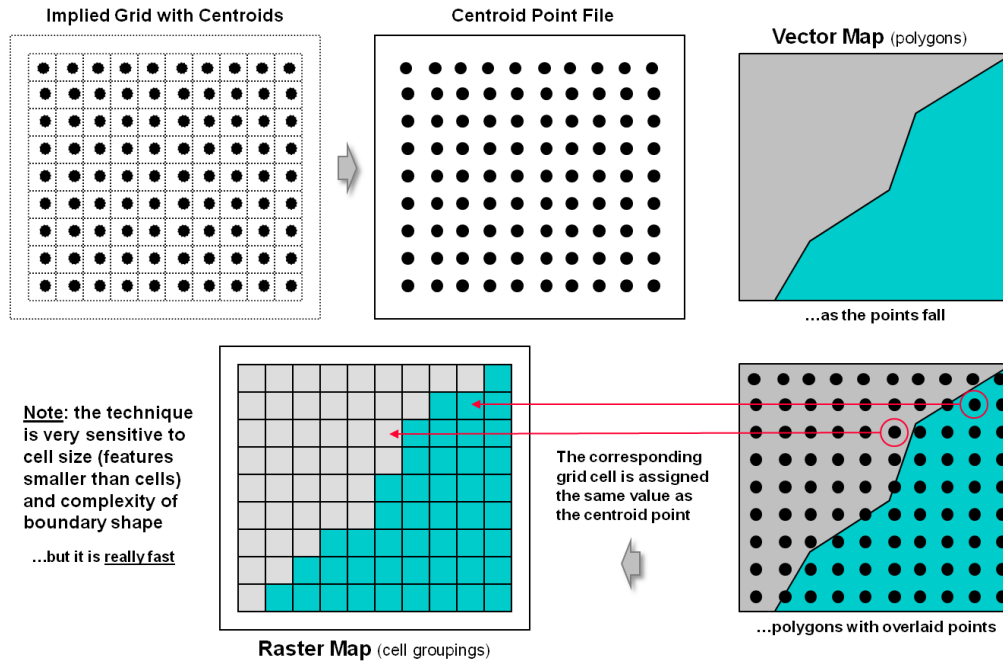 Implied Grid with Centroids
Centroid Point File
Vector Map (polygons)
…as the points fall
Note: the technique
is very sensitive to
cell size (features
smaller than cells)
and complexity of
boundary shape
…but it is really fast
The corresponding
grid cell is assigned
the same value as
the centroid point
Raster Map (cell groupings)
…polygons with overlaid points